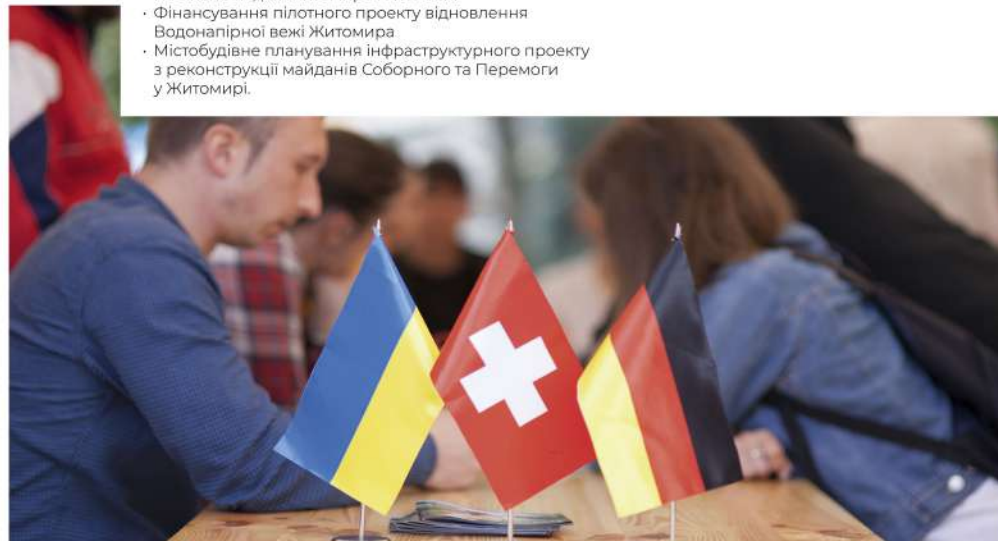 · Фінансування пілотного проекту відновлення
Водонапірної вежі Житомира
· Містобудівне планування інфраструктурного проекту
з реконструкції майданів Соборного та Перемоги
у Житомирі.